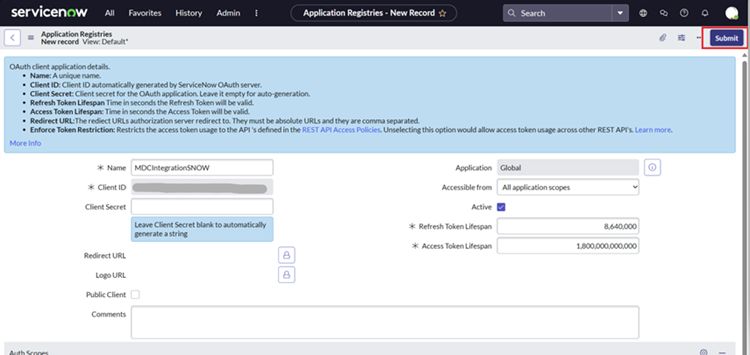 servicenow All Favorites History Admin Application Registries - New Record Search
Application Registries
New record View: Default*
Submit
OAuth client application details.
• Name: A unique name.
• Client ID: Client ID automatically generated by ServiceNow OAuth server.
• Client Secret: Client secret for the OAuth application. Leave it empty for auto-generation.
• Refresh Token Lifespan Time in seconds the Refresh Token will be valid.
• Access Token Lifespan: Time in seconds the Access Token will be valid.
• Redirect URL:The rediect URLs authorization server redirect to. They must be absolute URLs and they are comma separated.
• Enforce Token Restriction: Restricts the access token usage to the API 's defined in the REST API Access Policies. Unselecting this option would allow access token usage across other REST API's. Learn more.
More Info
* Name MDCIntegrationSNOW
* Client ID
Client Secret
Leave Client Secret blank to automatically
generate a string
Redirect URL
Logo URL
Public Client
Comments
Application Global
Accessible from All application scopes
Active
* Refresh Token Lifespan 8,640,000
* Access Token Lifespan 1,800,000,000,000
Auth Scopes